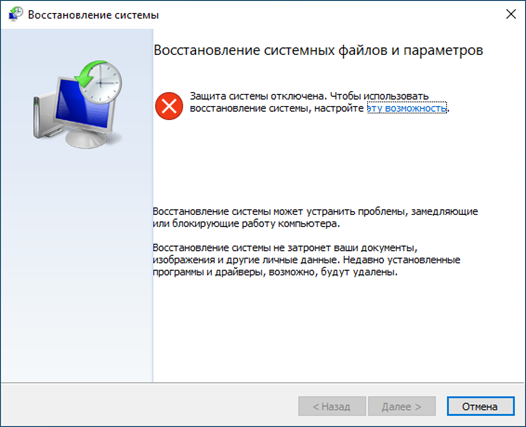 Восстановление системы
Восстановление системных файлов и параметров
Защита системы отключена. Чтобы использовать
восстановление системы, настройте эту возможность.
Восстановление системы может устранить проблемы, замедляющие
или блокирующие работу компьютера.
Восстановление системы не затронет ваши документы,
изображения и другие личные данные. Недавно установленные
программы и драйверы, возможно, будут удалены.
< Назад
Далее >
Отмена